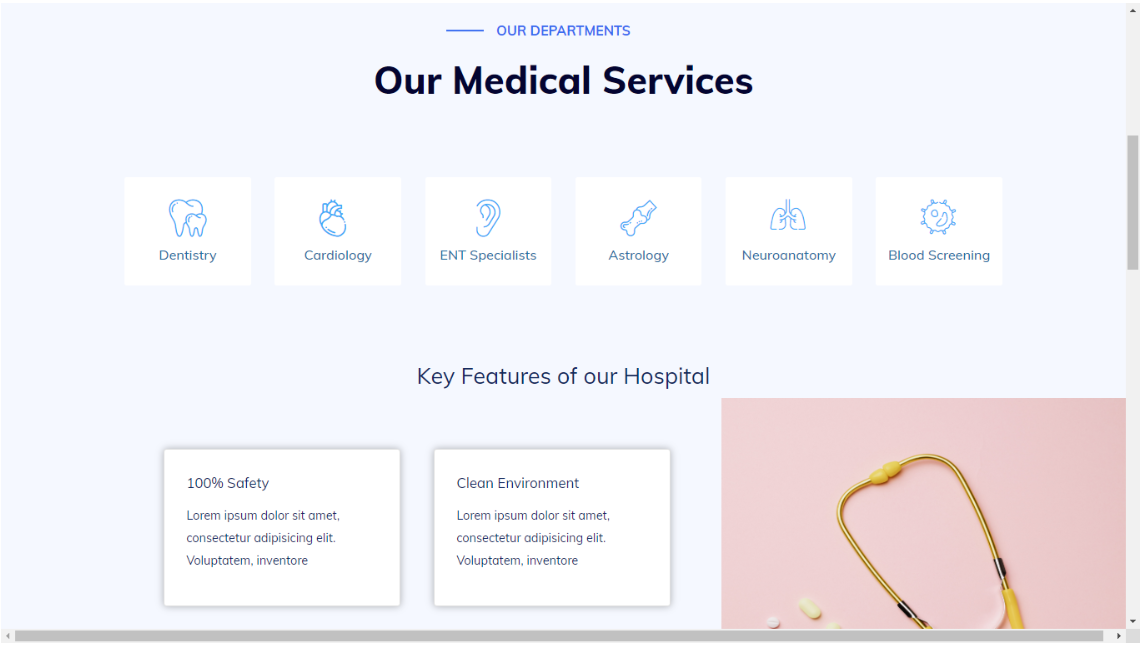 OUR DEPARTMENTS
Our Medical Services
Dentistry
Cardiology
ENT Specialists
Astrology
Neuroanatomy
Blood Screening
Key Features of our Hospital
100% Safety
Lorem ipsum dolor sit amet,
consectetur adipisicing elit.
Voluptatem, inventore
Clean Environment
Lorem ipsum dolor sit amet,
consectetur adipisicing elit.
Voluptatem, inventore